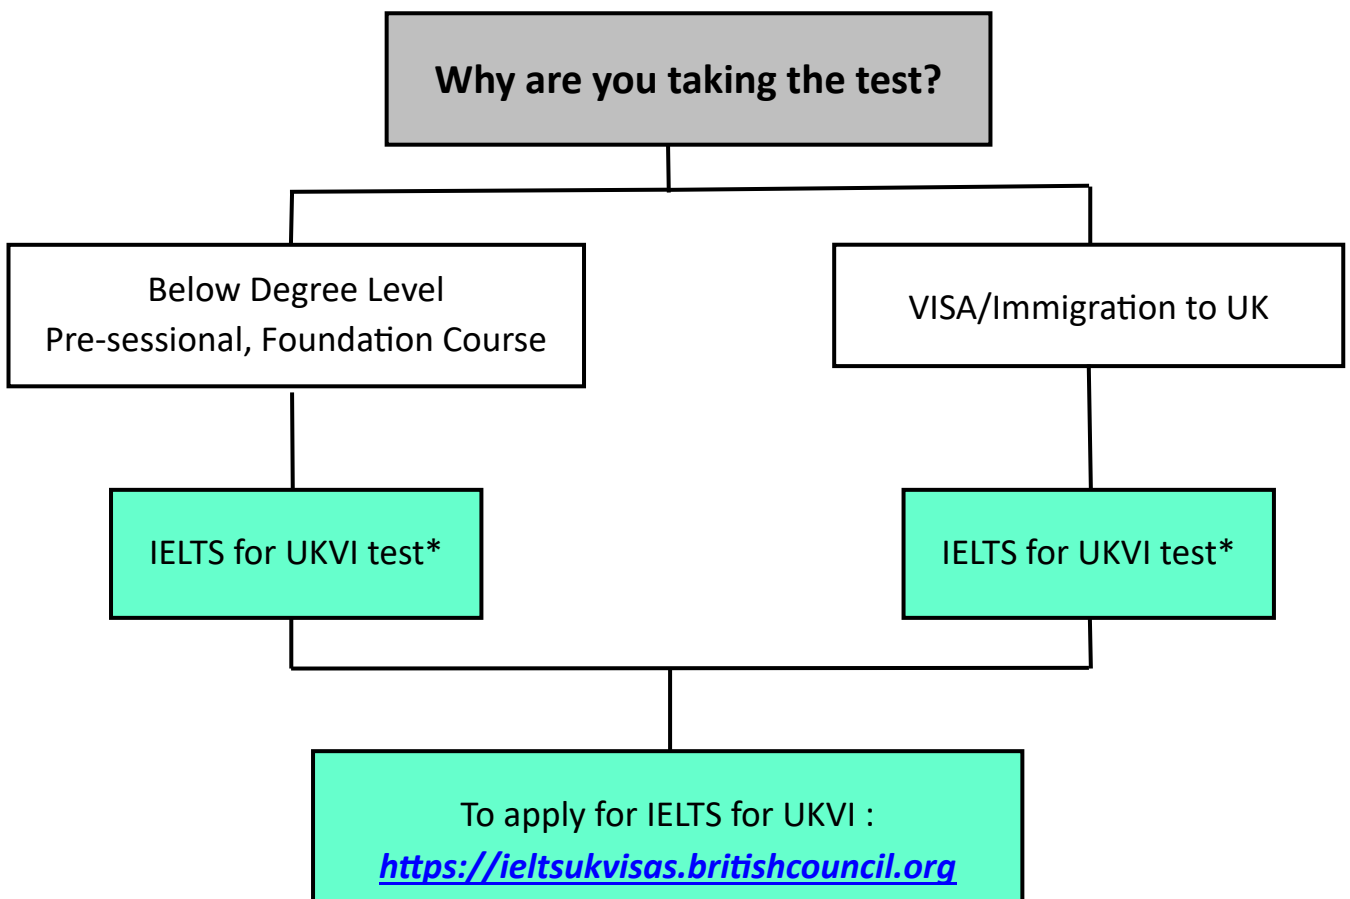 Why are you taking the test?
Below Degree Level
Pre-sessional, Foundation Course
VISA/Immigration to UK
IELTS for UKVI test*
IELTS for UKVI test*
To apply for IELTS for UKVI :
https://ieltsukvisas.britishcouncil.org